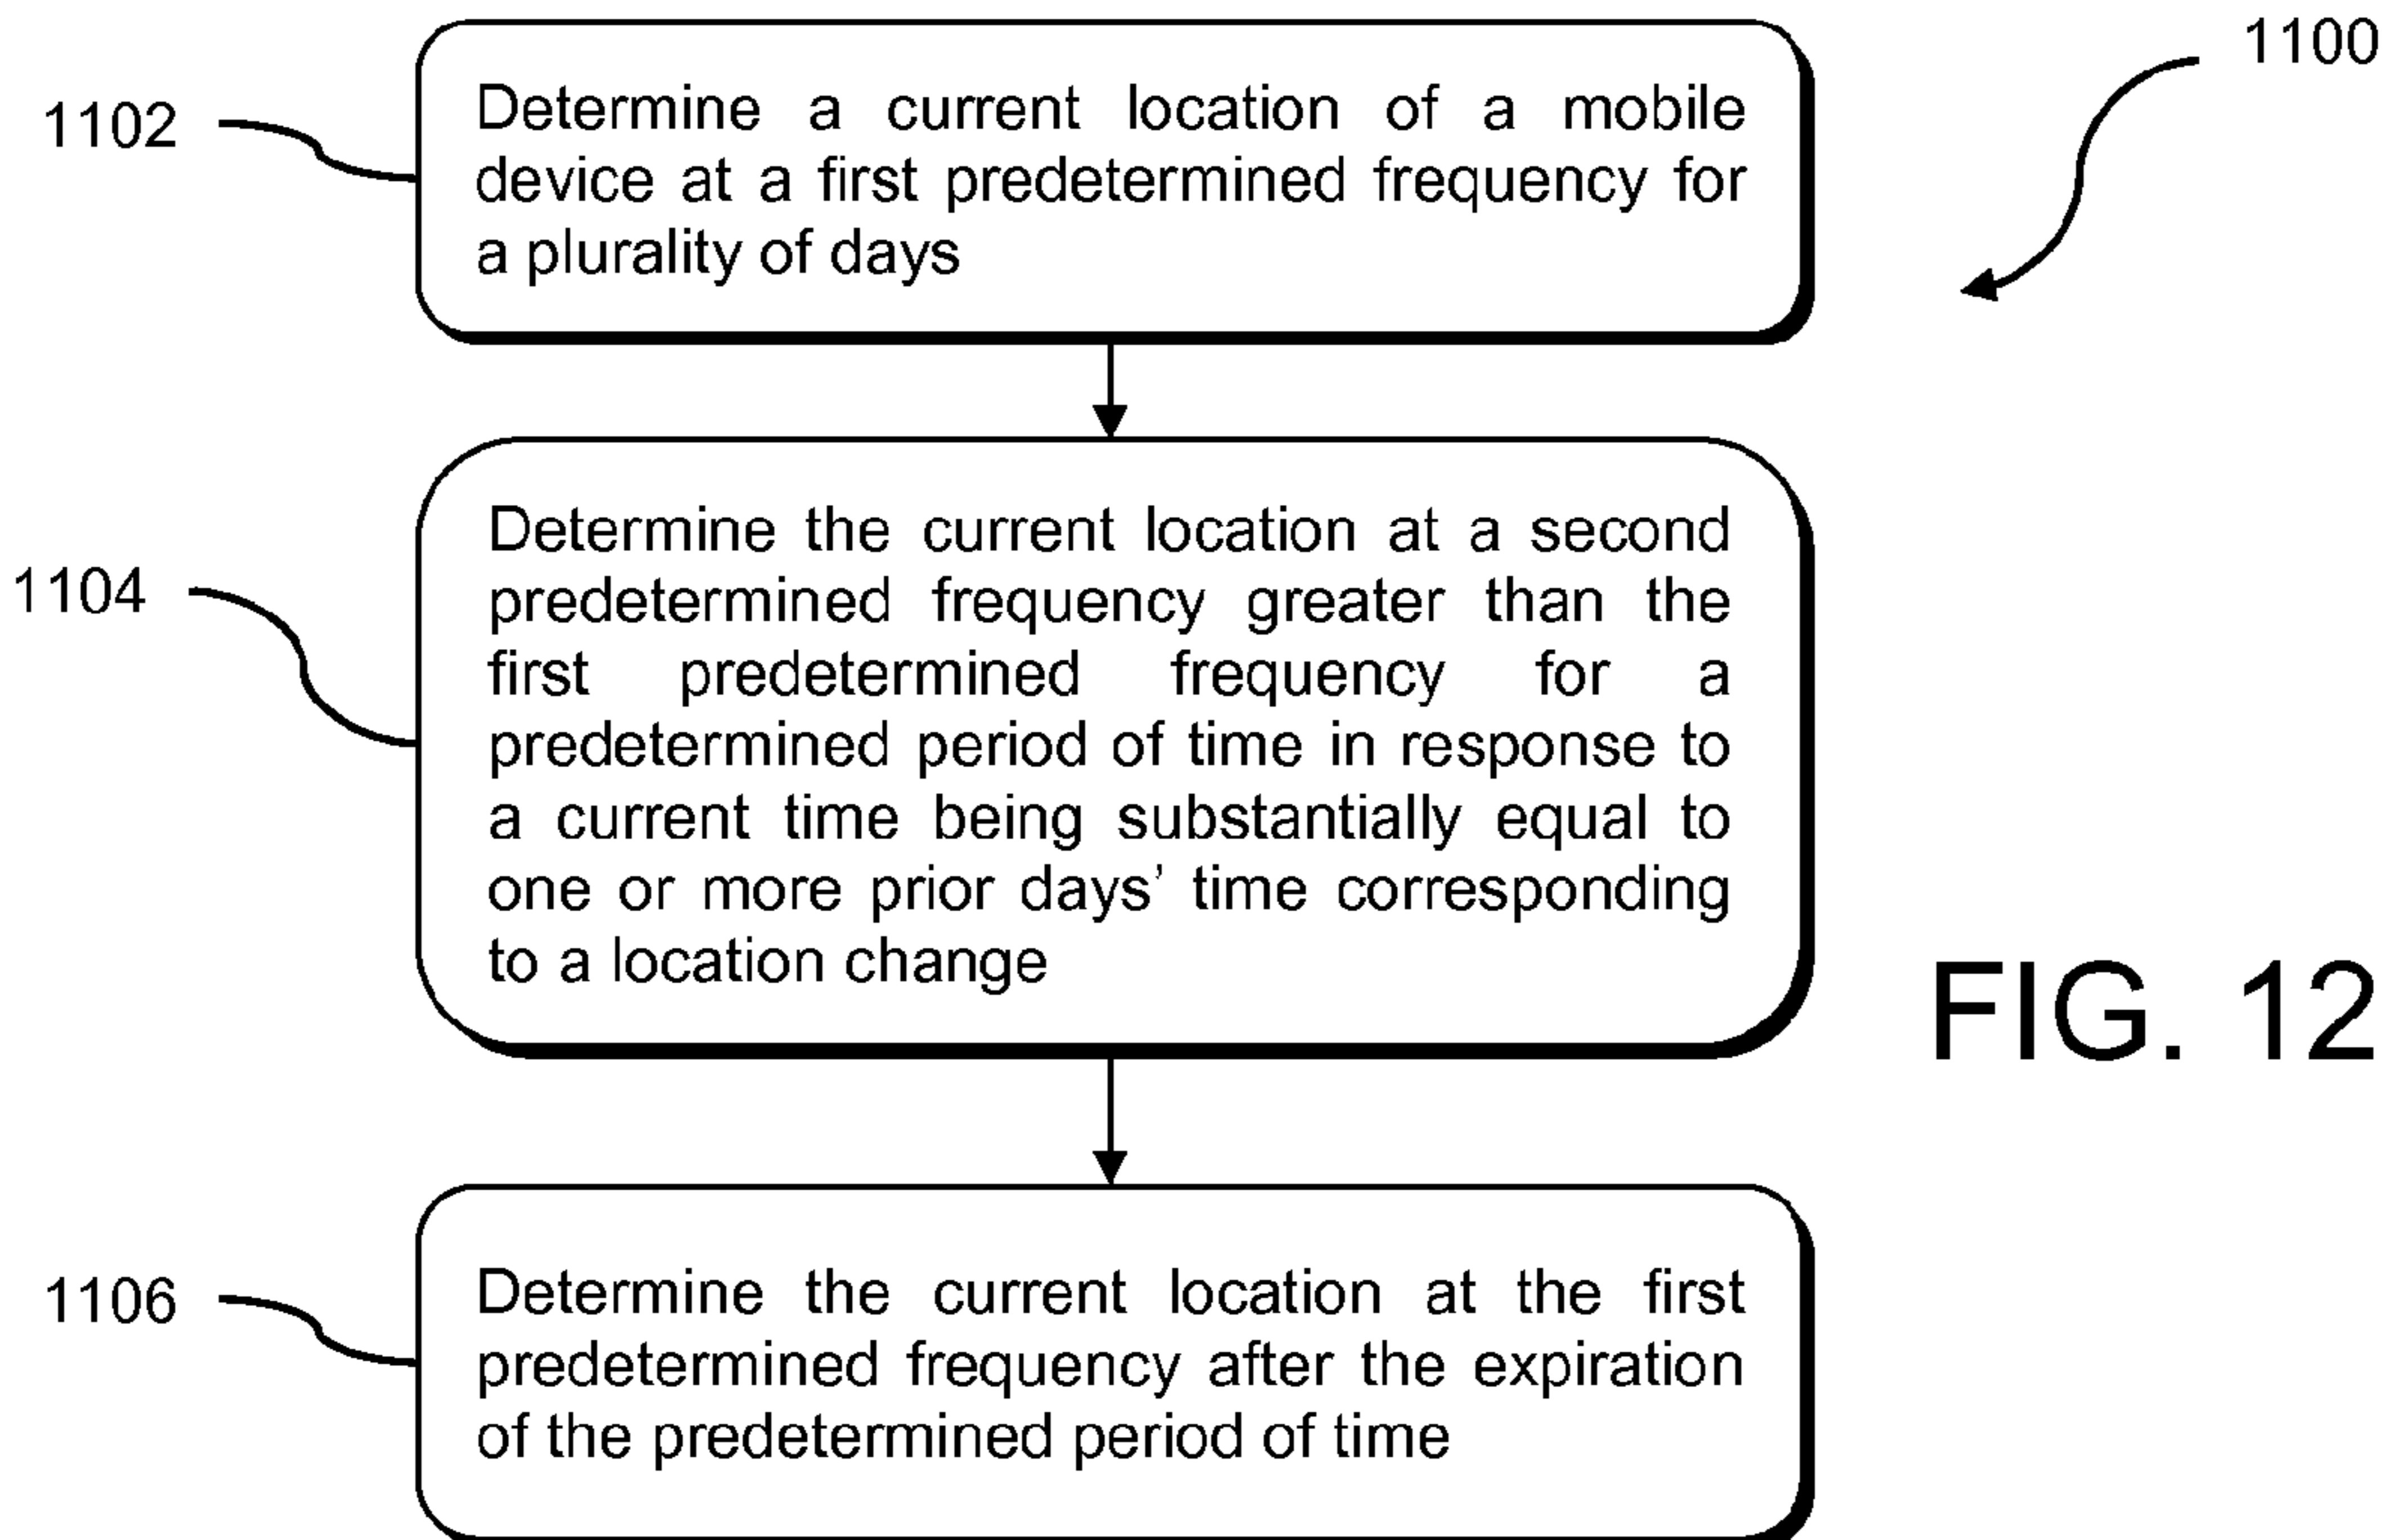 1100
1102
Determine a current location of a mobile
device at a first predetermined frequency for
a plurality of days
1104
Determine the current location at a second
predetermined frequency greater than the
first predetermined frequency for a
predetermined period of time in response to
a current time being substantially equal to
one or more prior days' time corresponding
to a location change
FIG. 12
1106
Determine the current location at the first
predetermined frequency after the expiration
of the predetermined period of time